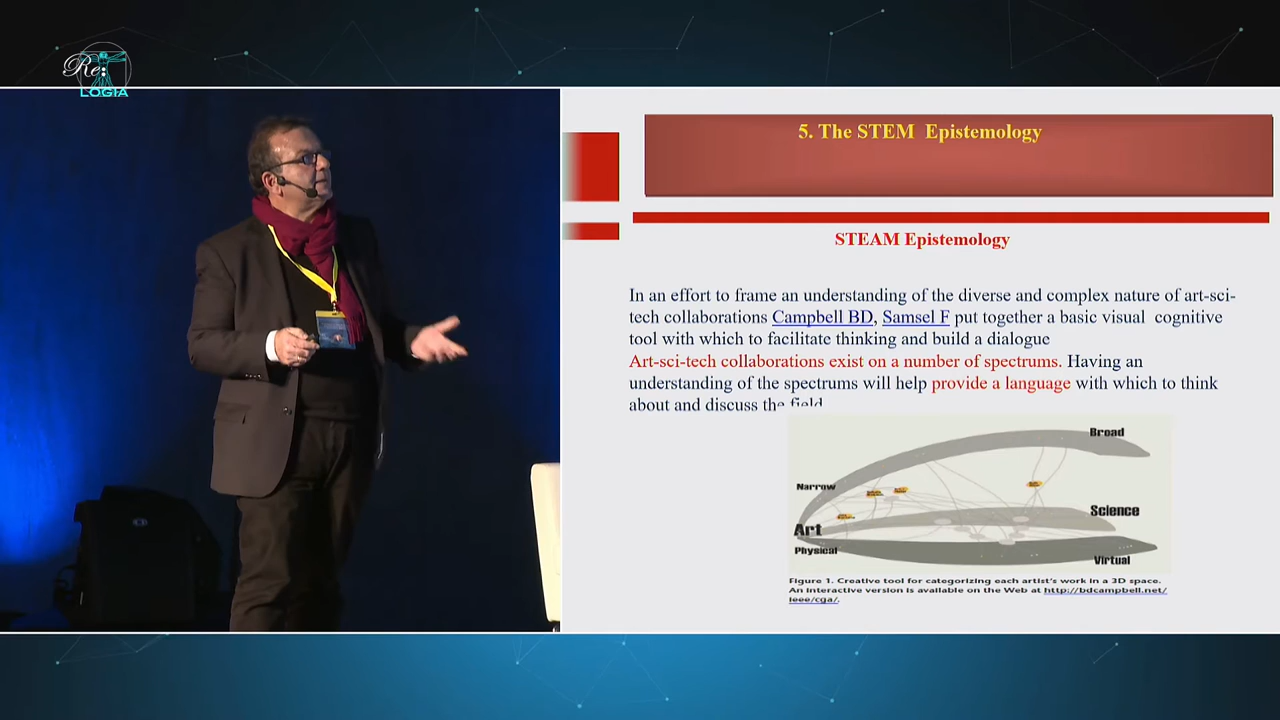 Re:
LOGIA
5. The STEM Epistemology
STEAM Epistemology
In an effort to frame an understanding of the diverse and complex nature of art-sci-
tech collaborations Campbell BD, Samsel F put together a basic visual cognitive
tool with which to facilitate thinking and build a dialogue
Art-sci-tech collaborations exist on a number of spectrums. Having an
understanding of the spectrums will help provide a language with which to think
about and discuss the field
Broad
Narrow
Science
Art
Physical
Virtual
Figure 1. Creative tool for categorizing each artist's work in a 3D space.
An interactive version is available on the Web at http://bdcampbell.net/
ieee/cga/.